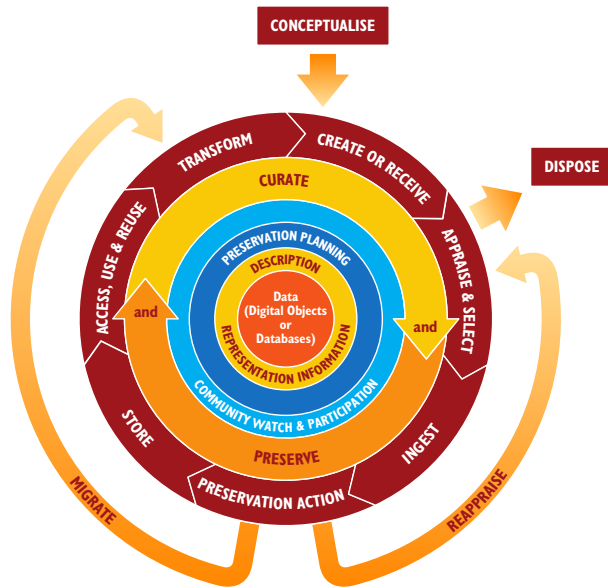 CONCEPTUALISE
DISPOSE
CREATE OR RECEIVE
APPRAISE & SELECT
INGEST
PRESERVATION ACTION
STORE
ACCESS, USE & REUSE
TRANSFORM
CURATE
and
PRESERVE
and
COMMUNITY WATCH & PARTICIPATION
PRESERVATION PLANNING
DESCRIPTION
REPRESENTATION INFORMATION
Data
(Digital Objects
or
Databases)
MIGRATE
REAPPRAISE